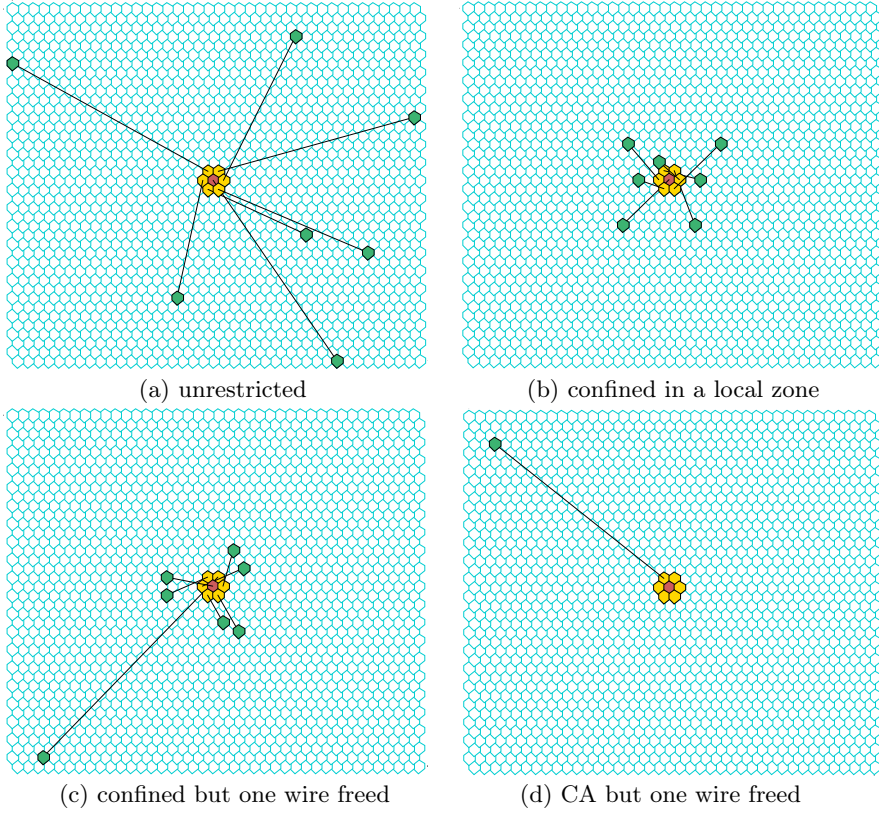 (a) unrestricted
(b) confined in a local zone
(c) confined but one wire freed
(d) CA but one wire freed